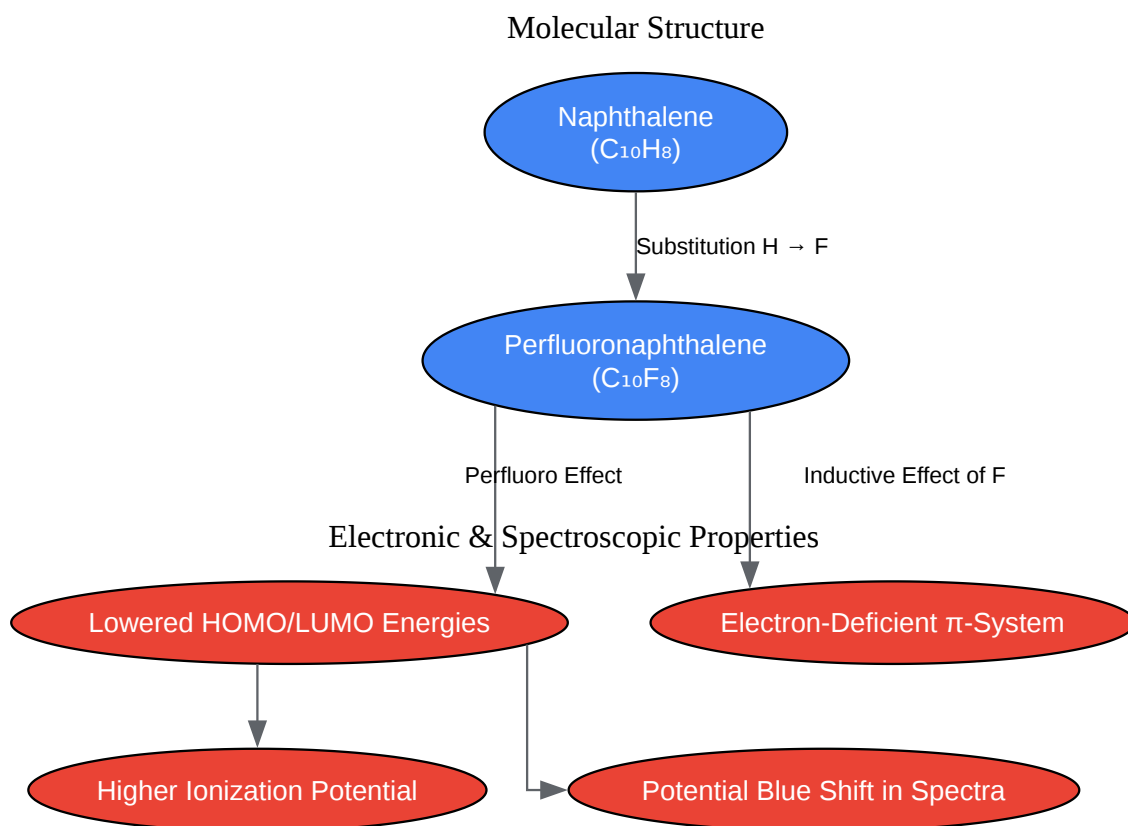 Molecular Structure
Naphthalene
(C₁₀H₈)
Substitution H → F
Perfluoronaphthalene
(C₁₀F₈)
Perfluoro Effect
Inductive Effect of F
Electronic & Spectroscopic Properties
Lowered HOMO/LUMO Energies
Electron-Deficient π-System
Higher Ionization Potential
Potential Blue Shift in Spectra